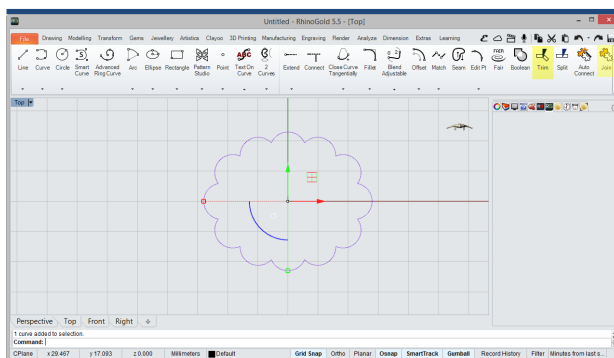 Untitled - RhinoGold 5.5 - [Top]
File Drawing Modelling Transform Gems Jewellery Artistica Clayoo 3D Printing Manufacturing Engraving Render Analyze Dimension Extras Learning
Line Curve Circle Smart Curve Advanced Ring Curve Arc Ellipse Rectangle Pattern Studio Point Text On Curve 2 Curves Extend Connect Close Curve Tangentially Fillet Blend Adjustable Offset Match Seam Edit Pt Fair Boolean Trim Split Auto Connect Join
Top
Perspective Top Front Right
1 curve added to selection.
Command:
CPlane x 29.467 y 17.093 z 0.000 Millimeters Default Grid Snap Ortho Planar Osnap SmartTrack Gumball Record History Filter Minutes from last s...